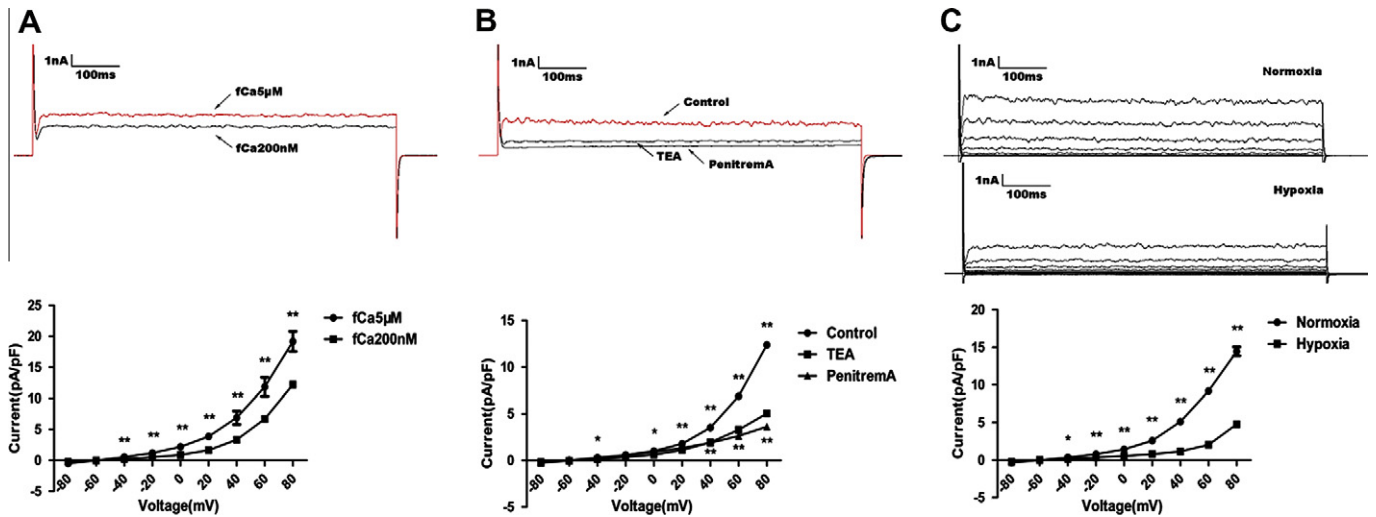 A
1nA
100ms
fCa5µM
fCa200nM
25
20
15
10
5
0
-5
Current(pA/pF)
**
**
**
**
**
**
**
fCa5µM
fCa200nM
-80
-60
-40
-20
0
20
40
60
80
Voltage(mV)
B
1nA
100ms
Control
TEA
PenitremA
15
10
5
0
-5
Current(pA/pF)
*
*
**
**
**
**
**
**
**
Control
TEA
PenitremA
-80
-60
-40
-20
0
20
40
60
80
Voltage(mV)
C
1nA
100ms
Normoxia
1nA
100ms
Hypoxia
20
15
10
5
0
-5
Current(pA/pF)
*
**
**
**
**
**
**
Normoxia
Hypoxia
-80
-60
-40
-20
0
20
40
60
80
Voltage(mV)